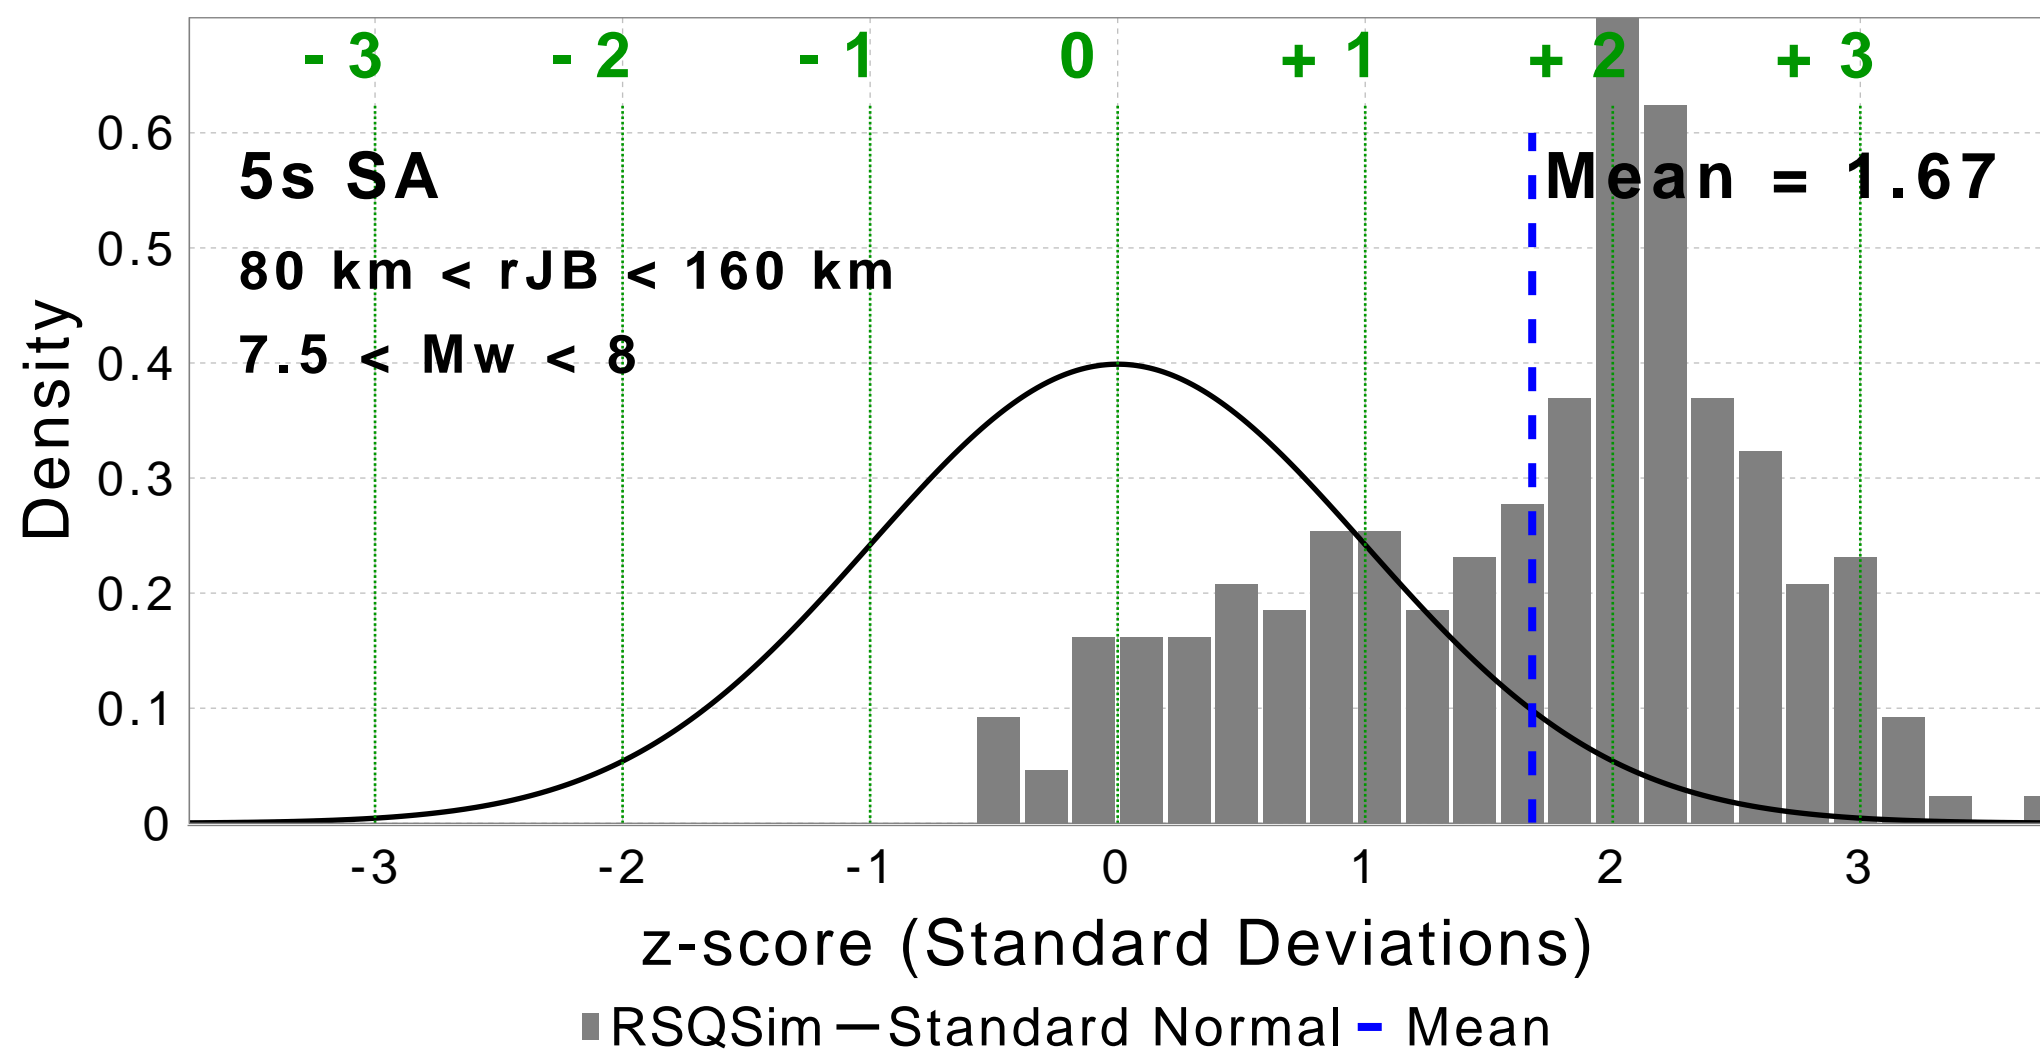 - 3 - 2 - 1 0 + 1 + 2 + 3
0.6
5s SA
Mean = 1.67
0.5
80 km < rJB < 160 km
7.5 < Mw < 8
0.4
0.3
0.2
0.1
0
Density
-3 -2 -1 0 1 2 3
z-score (Standard Deviations)
RSQSim Standard Normal Mean